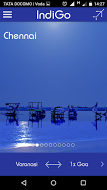 TATA DOCOMO | Voda
14:27
IndiGo
Chennai
Varanasi
1x Goa